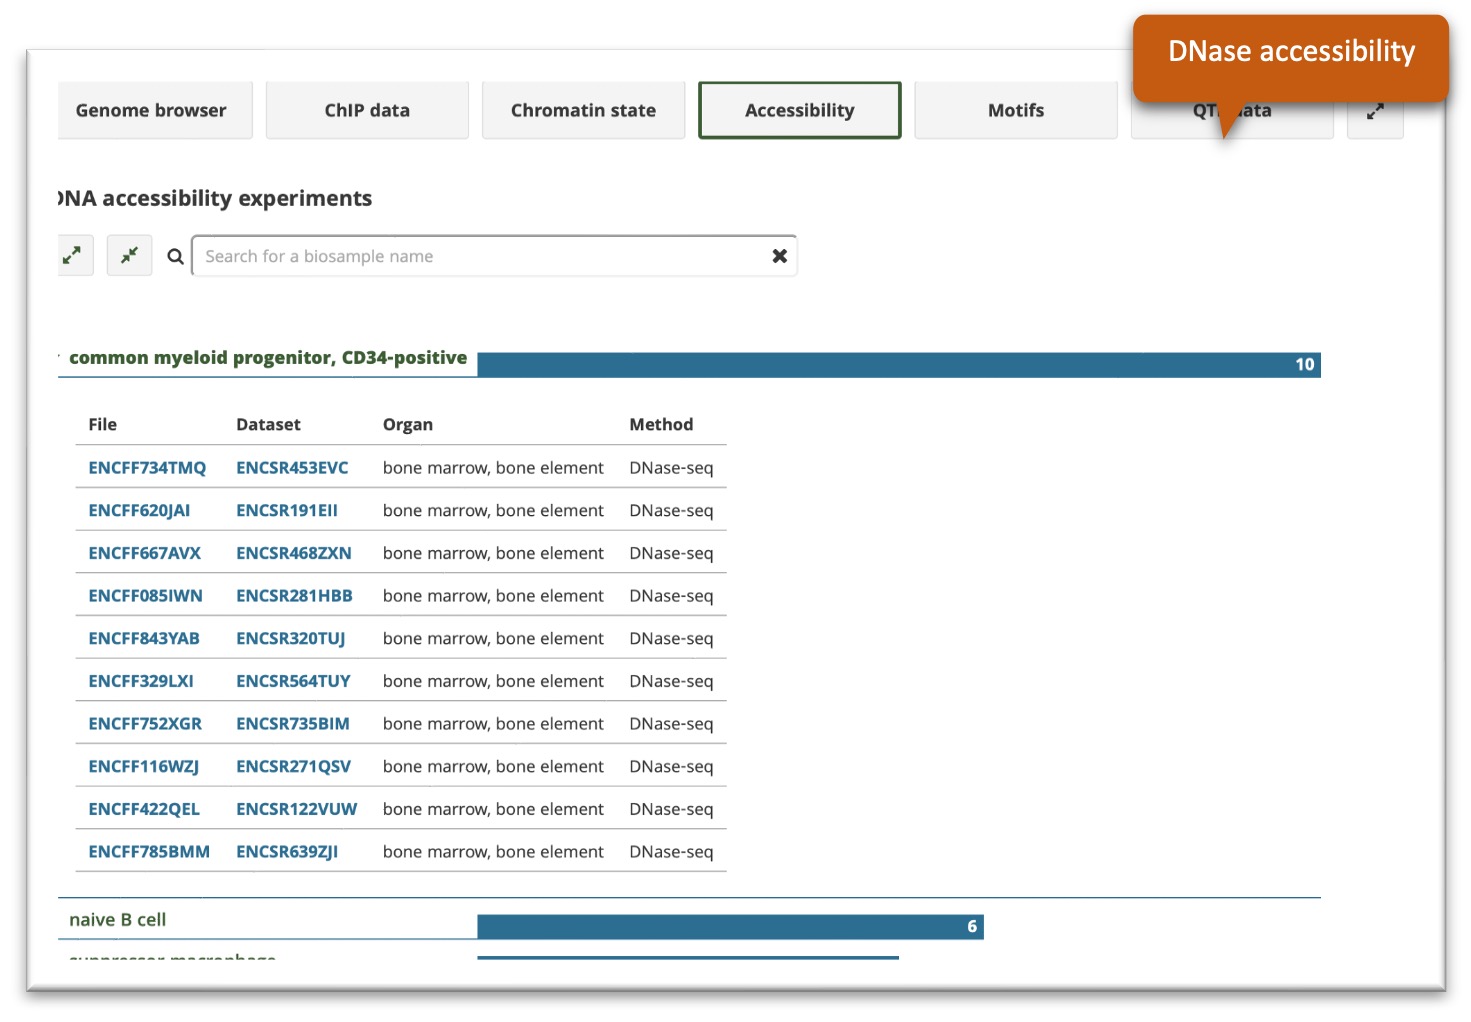 DNase accessibility
Genome browser ChIP data Chromatin state Accessibility Motifs
DNA accessibility experiments
Search for a biosample name
common myeloid progenitor, CD34-positive 10
File Dataset Organ Method
ENCFF734TMQ ENCSR453EVC bone marrow, bone element DNase-seq
ENCFF620JAI ENCSR191EII bone marrow, bone element DNase-seq
ENCFF667AVX ENCSR468ZXN bone marrow, bone element DNase-seq
ENCFF085IWN ENCSR281HBB bone marrow, bone element DNase-seq
ENCFF843YAB ENCSR320TUJ bone marrow, bone element DNase-seq
ENCFF329LXI ENCSR564TUY bone marrow, bone element DNase-seq
ENCFF752XGR ENCSR735BIM bone marrow, bone element DNase-seq
ENCFF116WZJ ENCSR271QSV bone marrow, bone element DNase-seq
ENCFF422QEL ENCSR122VUW bone marrow, bone element DNase-seq
ENCFF785BMM ENCSR639ZJI bone marrow, bone element DNase-seq
naive B cell 6
suppressor macrophage